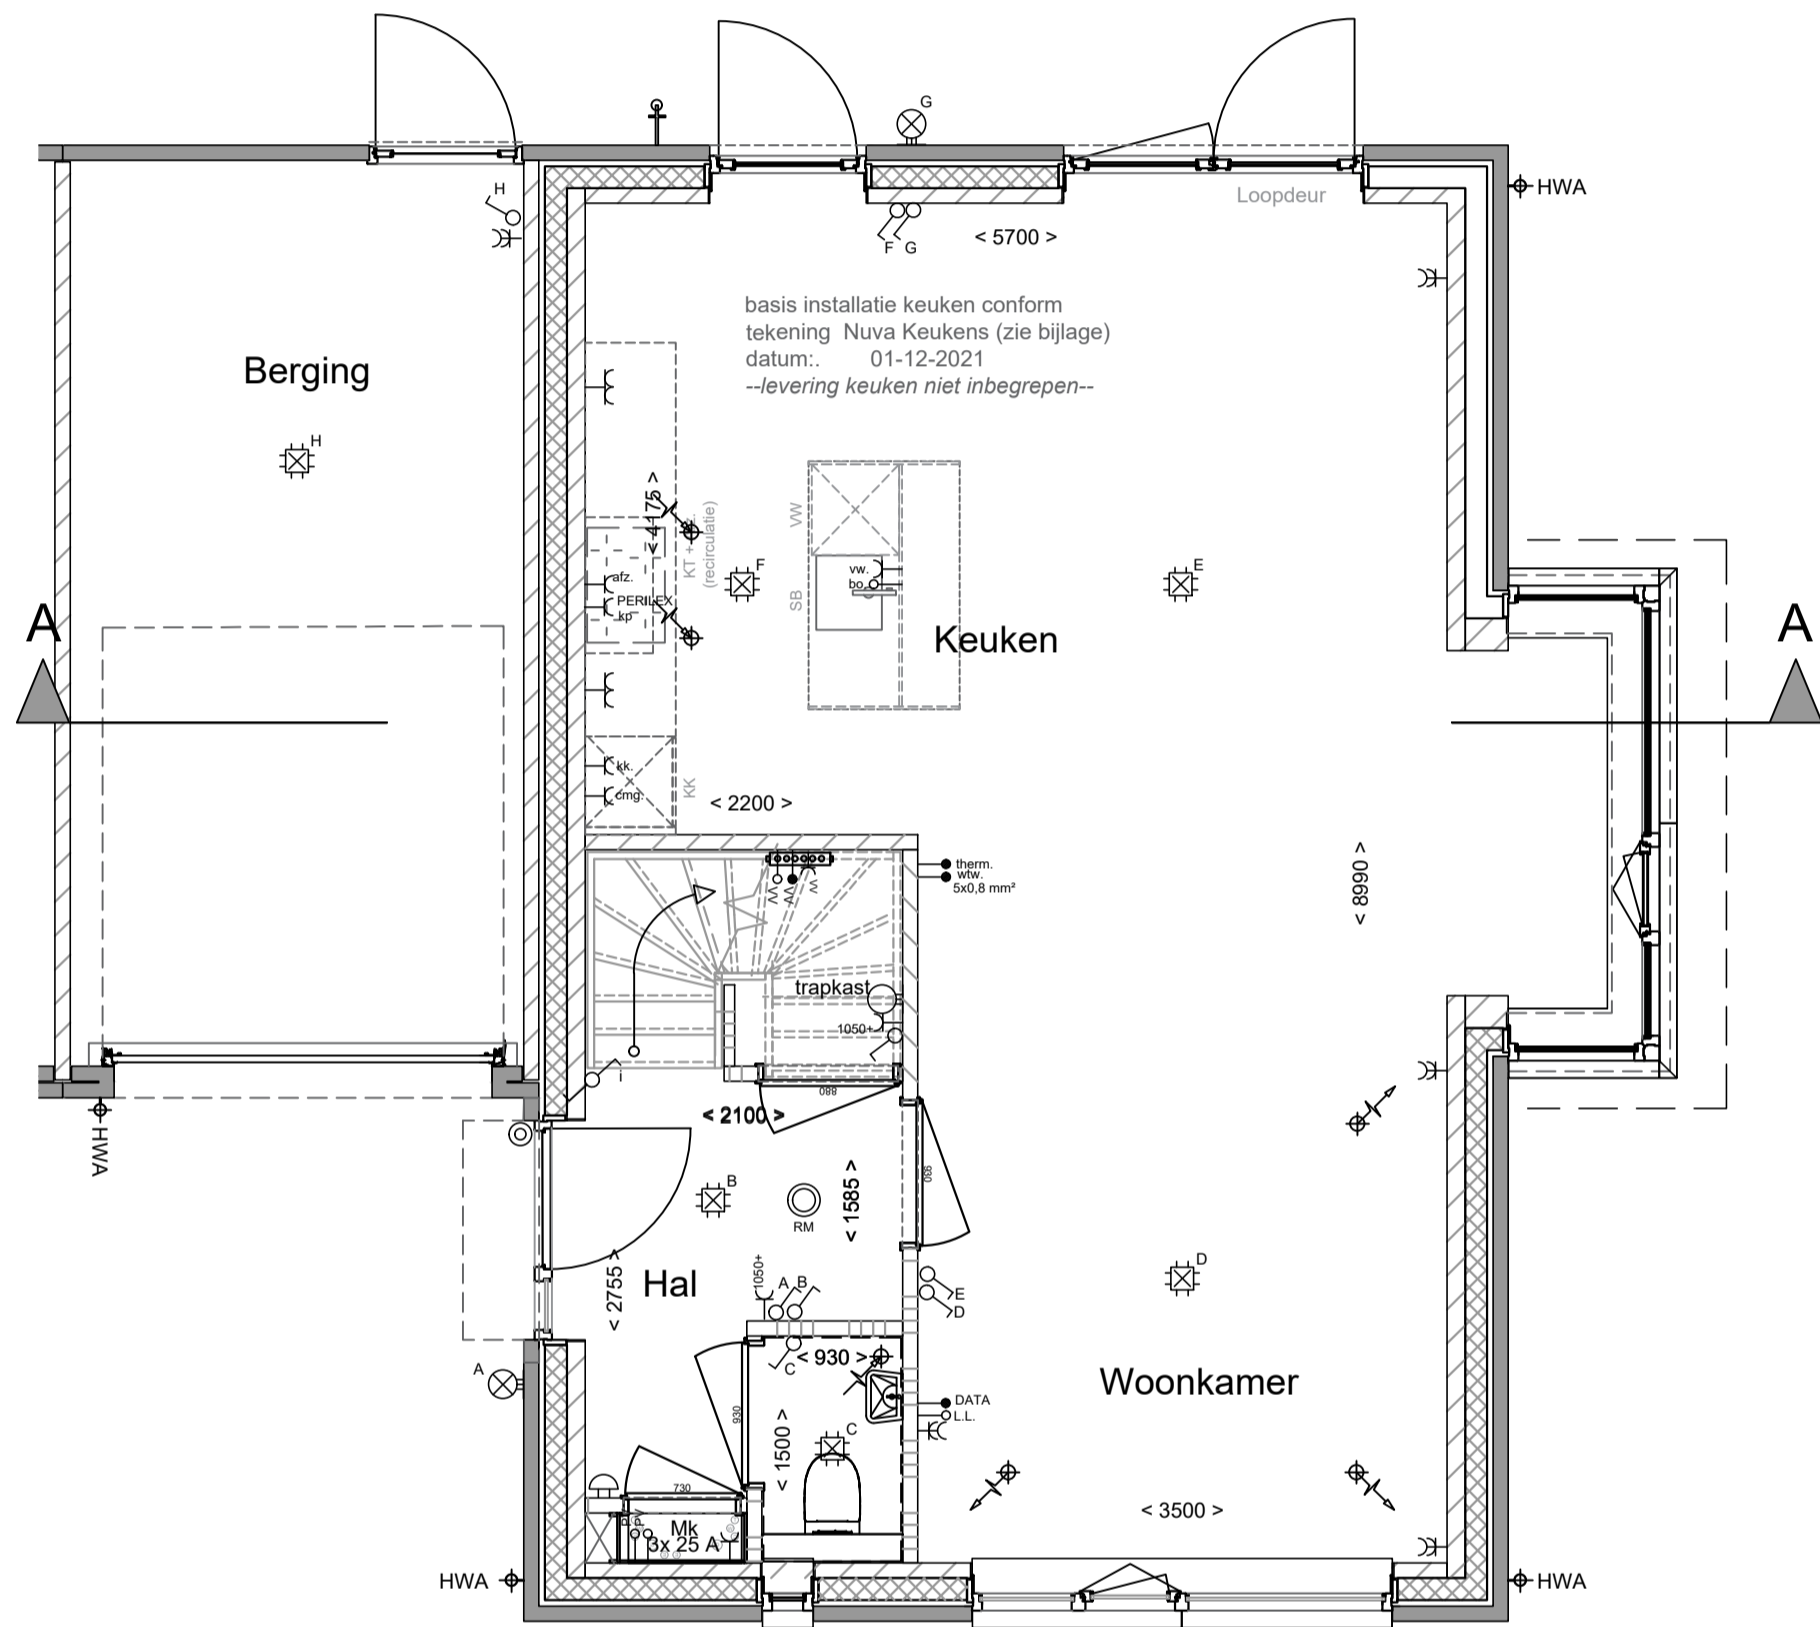 G
HWA
H
Loopdeur
F G
< 5700 >
basis installatie keuken conform
tekening Nuva Keukens (zie bijlage)
datum:. 01-12-2021
--levering keuken niet inbegrepen--
Berging
H
< 4175 >
VW
KT +
(recirculatie)
F
E
afz.
PERILEX
kp
vw.
bo.
SB
Keuken
A
A
kk.
cmg.
KK
< 2200 >
therm.
wtw.
5x0,8 mm²
< 8990 >
trapkast
1050+
880
< 2100 >
HWA
B
RM
< 1585 >
930
Hal
< 2755 >
1050+
A B
E
D
D
A
C
< 930 >
Woonkamer
DATA
L.L.
930
< 1500 >
C
730
PV
Mk
3x 25 A
< 3500 >
HWA
HWA